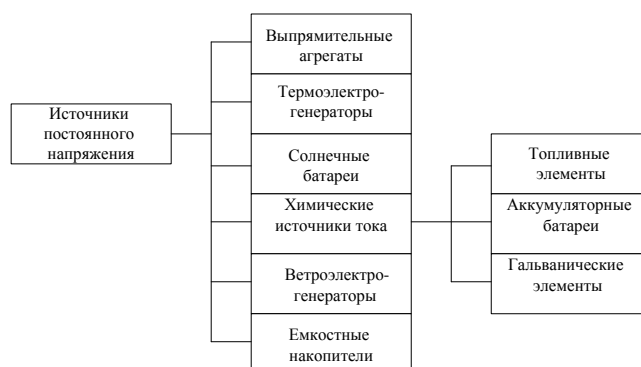 Источники
постоянного
напряжения
Выпрямительные
агрегаты
Термоэлектро-
генераторы
Солнечные
батареи
Химические
источники тока
Ветроэлектро-
генераторы
Емкостные
накопители
Топливные
элементы
Аккумуляторные
батареи
Гальванические
элементы